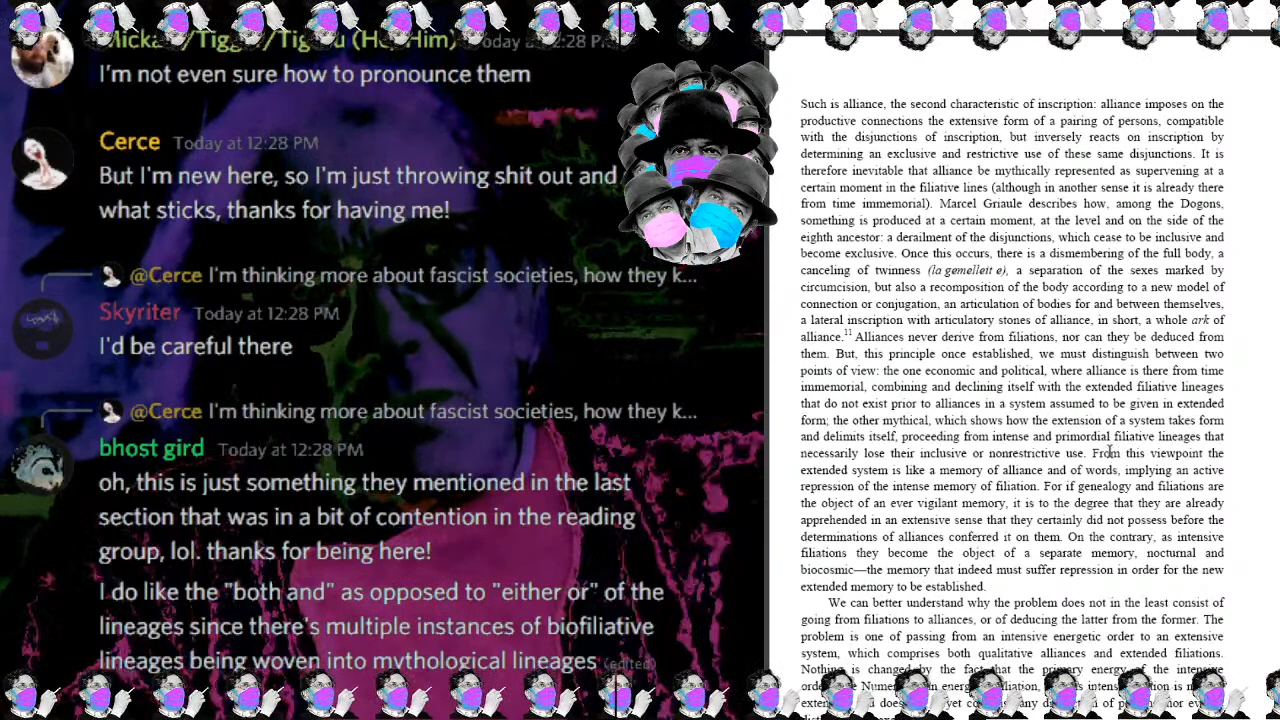 (He/Him) Today 12:28 PM
I'm not even sure how to pronounce them
Cerce Today at 12:28 PM
But I'm new here, so I'm just throwing shit out and
what sticks, thanks for having me!
@Cerce I'm thinking more about fascist societies, how they k...
Skyriter Today at 12:28 PM
I'd be careful there
@Cerce I'm thinking more about fascist societies, how they k...
bhost gird Today at 12:28 PM
oh, this is just something they mentioned in the last
section that was in a bit of contention in the reading
group, lol. thanks for being here!
I do like the "both and" as opposed to "either or" of the
lineages since there's multiple instances of biofiliative
lineages being woven into mythological lineages (edited)
Such is alliance, the second characteristic of inscription: alliance imposes on the
productive connections the extensive form of a pairing of persons, compatible
with the disjunctions of inscription, but inversely reacts on inscription by
determining an exclusive and restrictive use of these same disjunctions. It is
therefore inevitable that alliance be mythically represented as supervening at a
certain moment in the filiative lines (although in another sense it is already there
from time immemorial). Marcel Griaule describes how, among the Dogons,
something is produced at a certain moment, at the level and on the side of the
eighth ancestor: a derailment of the disjunctions, which cease to be inclusive and
become exclusive. Once this occurs, there is a dismembering of the full body, a
canceling of twinness (la gemelleit e), a separation of the sexes marked by
circumcision, but also a recomposition of the body according to a new model of
connection or conjugation, an articulation of bodies for and between themselves,
a lateral inscription with articulatory stones of alliance, in short, a whole ark of
alliance.11 Alliances never derive from filiations, nor can they be deduced from
them. But, this principle once established, we must distinguish between two
points of view: the one economic and political, where alliance is there from time
immemorial, combining and declining itself with the extended filiative lineages
that do not exist prior to alliances in a system assumed to be given in extended
form; the other mythical, which shows how the extension of a system takes form
and delimits itself, proceeding from intense and primordial filiative lineages that
necessarily lose their inclusive or nonrestrictive use. From this viewpoint the
extended system is like a memory of alliance and of words, implying an active
repression of the intense memory of filiation. For if genealogy and filiations are
the object of an ever vigilant memory, it is to the degree that they are already
apprehended in an extensive sense that they certainly did not possess before the
determinations of alliances conferred it on them. On the contrary, as intensive
filiations they become the object of a separate memory, nocturnal and
biocosmic—the memory that indeed must suffer repression in order for the new
extended memory to be established.
We can better understand why the problem does not in the least consist of
going from filiations to alliances, or of deducing the latter from the former. The
problem is one of passing from an intensive energetic order to an extensive
system, which comprises both qualitative alliances and extended filiations.
Nothing is changed by the fact that the primary energy of the intensive